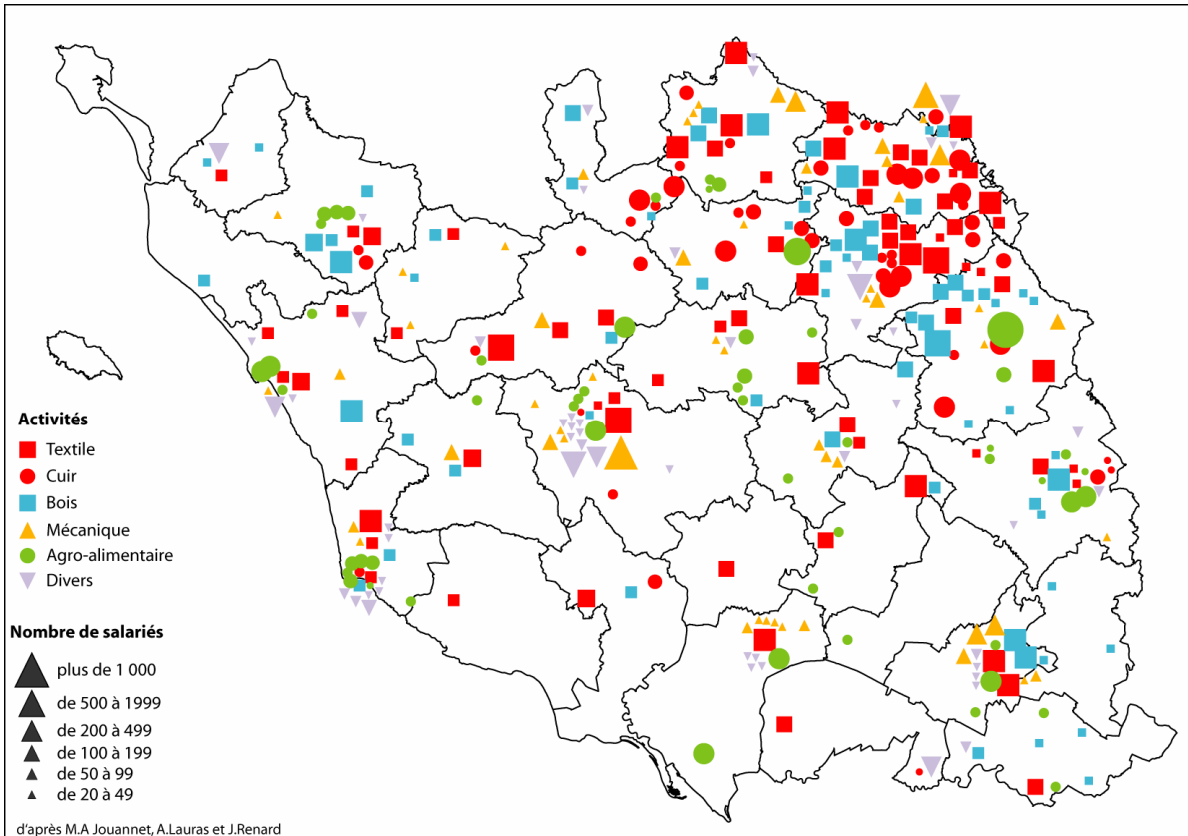 Activités
Textile
Cuir
Bois
Mécanique
Agro-alimentaire
Divers
Nombre de salariés
plus de 1 000
de 500 à 1999
de 200 à 499
de 100 à 199
de 50 à 99
de 20 à 49
d'après M.A Jouannet, A.Lauras et J.Renard